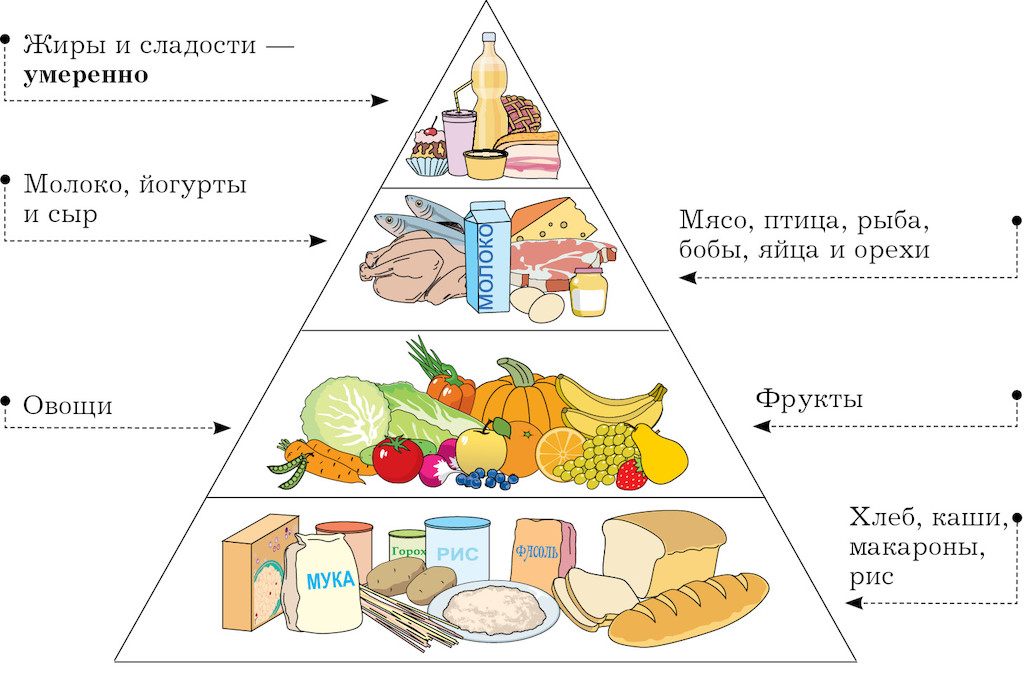 Жиры и сладости —
умеренно
Молоко, йогурты
и сыр
Мясо, птица, рыба,
бобы, яйца и орехи
МОЛОКО
Овощи
Фрукты
Хлеб, каши,
макароны,
рис
МУКА
Горох
РИС
ФАСОЛЬ